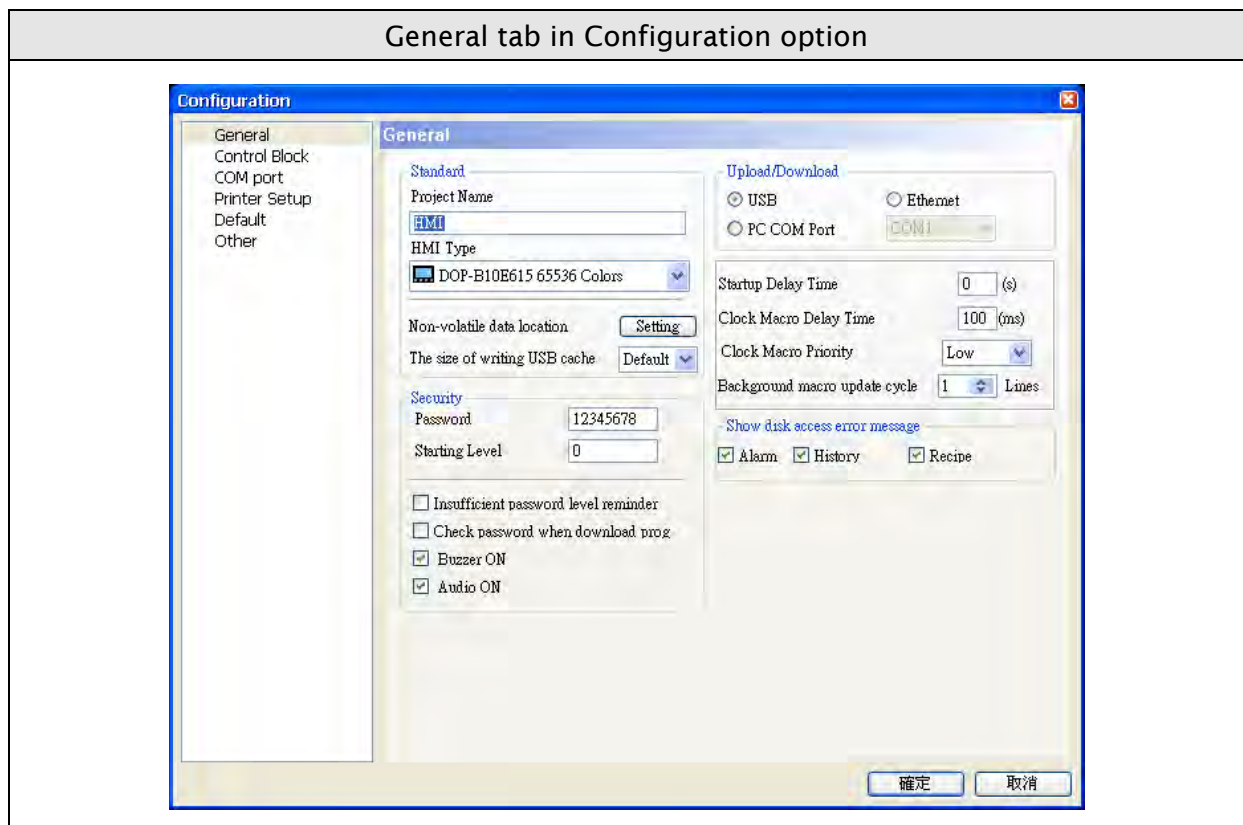 General tab in Configuration option
Configuration
General
Control Block
COM port
Printer Setup
Default
Other
General
Standard
Project Name
HMI
HMI Type
DOP-B10E615 65536 Colors
Non-volatile data location Setting
The size of writing USB cache Default
Security
Password 12345678
Starting Level 0
Insufficient password level reminder
Check password when download prog
Buzzer ON
Audio ON
Upload/Download
USB Ethernet
PC COM Port COM1
Startup Delay Time 0 (s)
Clock Macro Delay Time 100 (ms)
Clock Macro Priority Low
Background macro update cycle 1 Lines
Show disk access error message
Alarm History Recipe
確定 取消